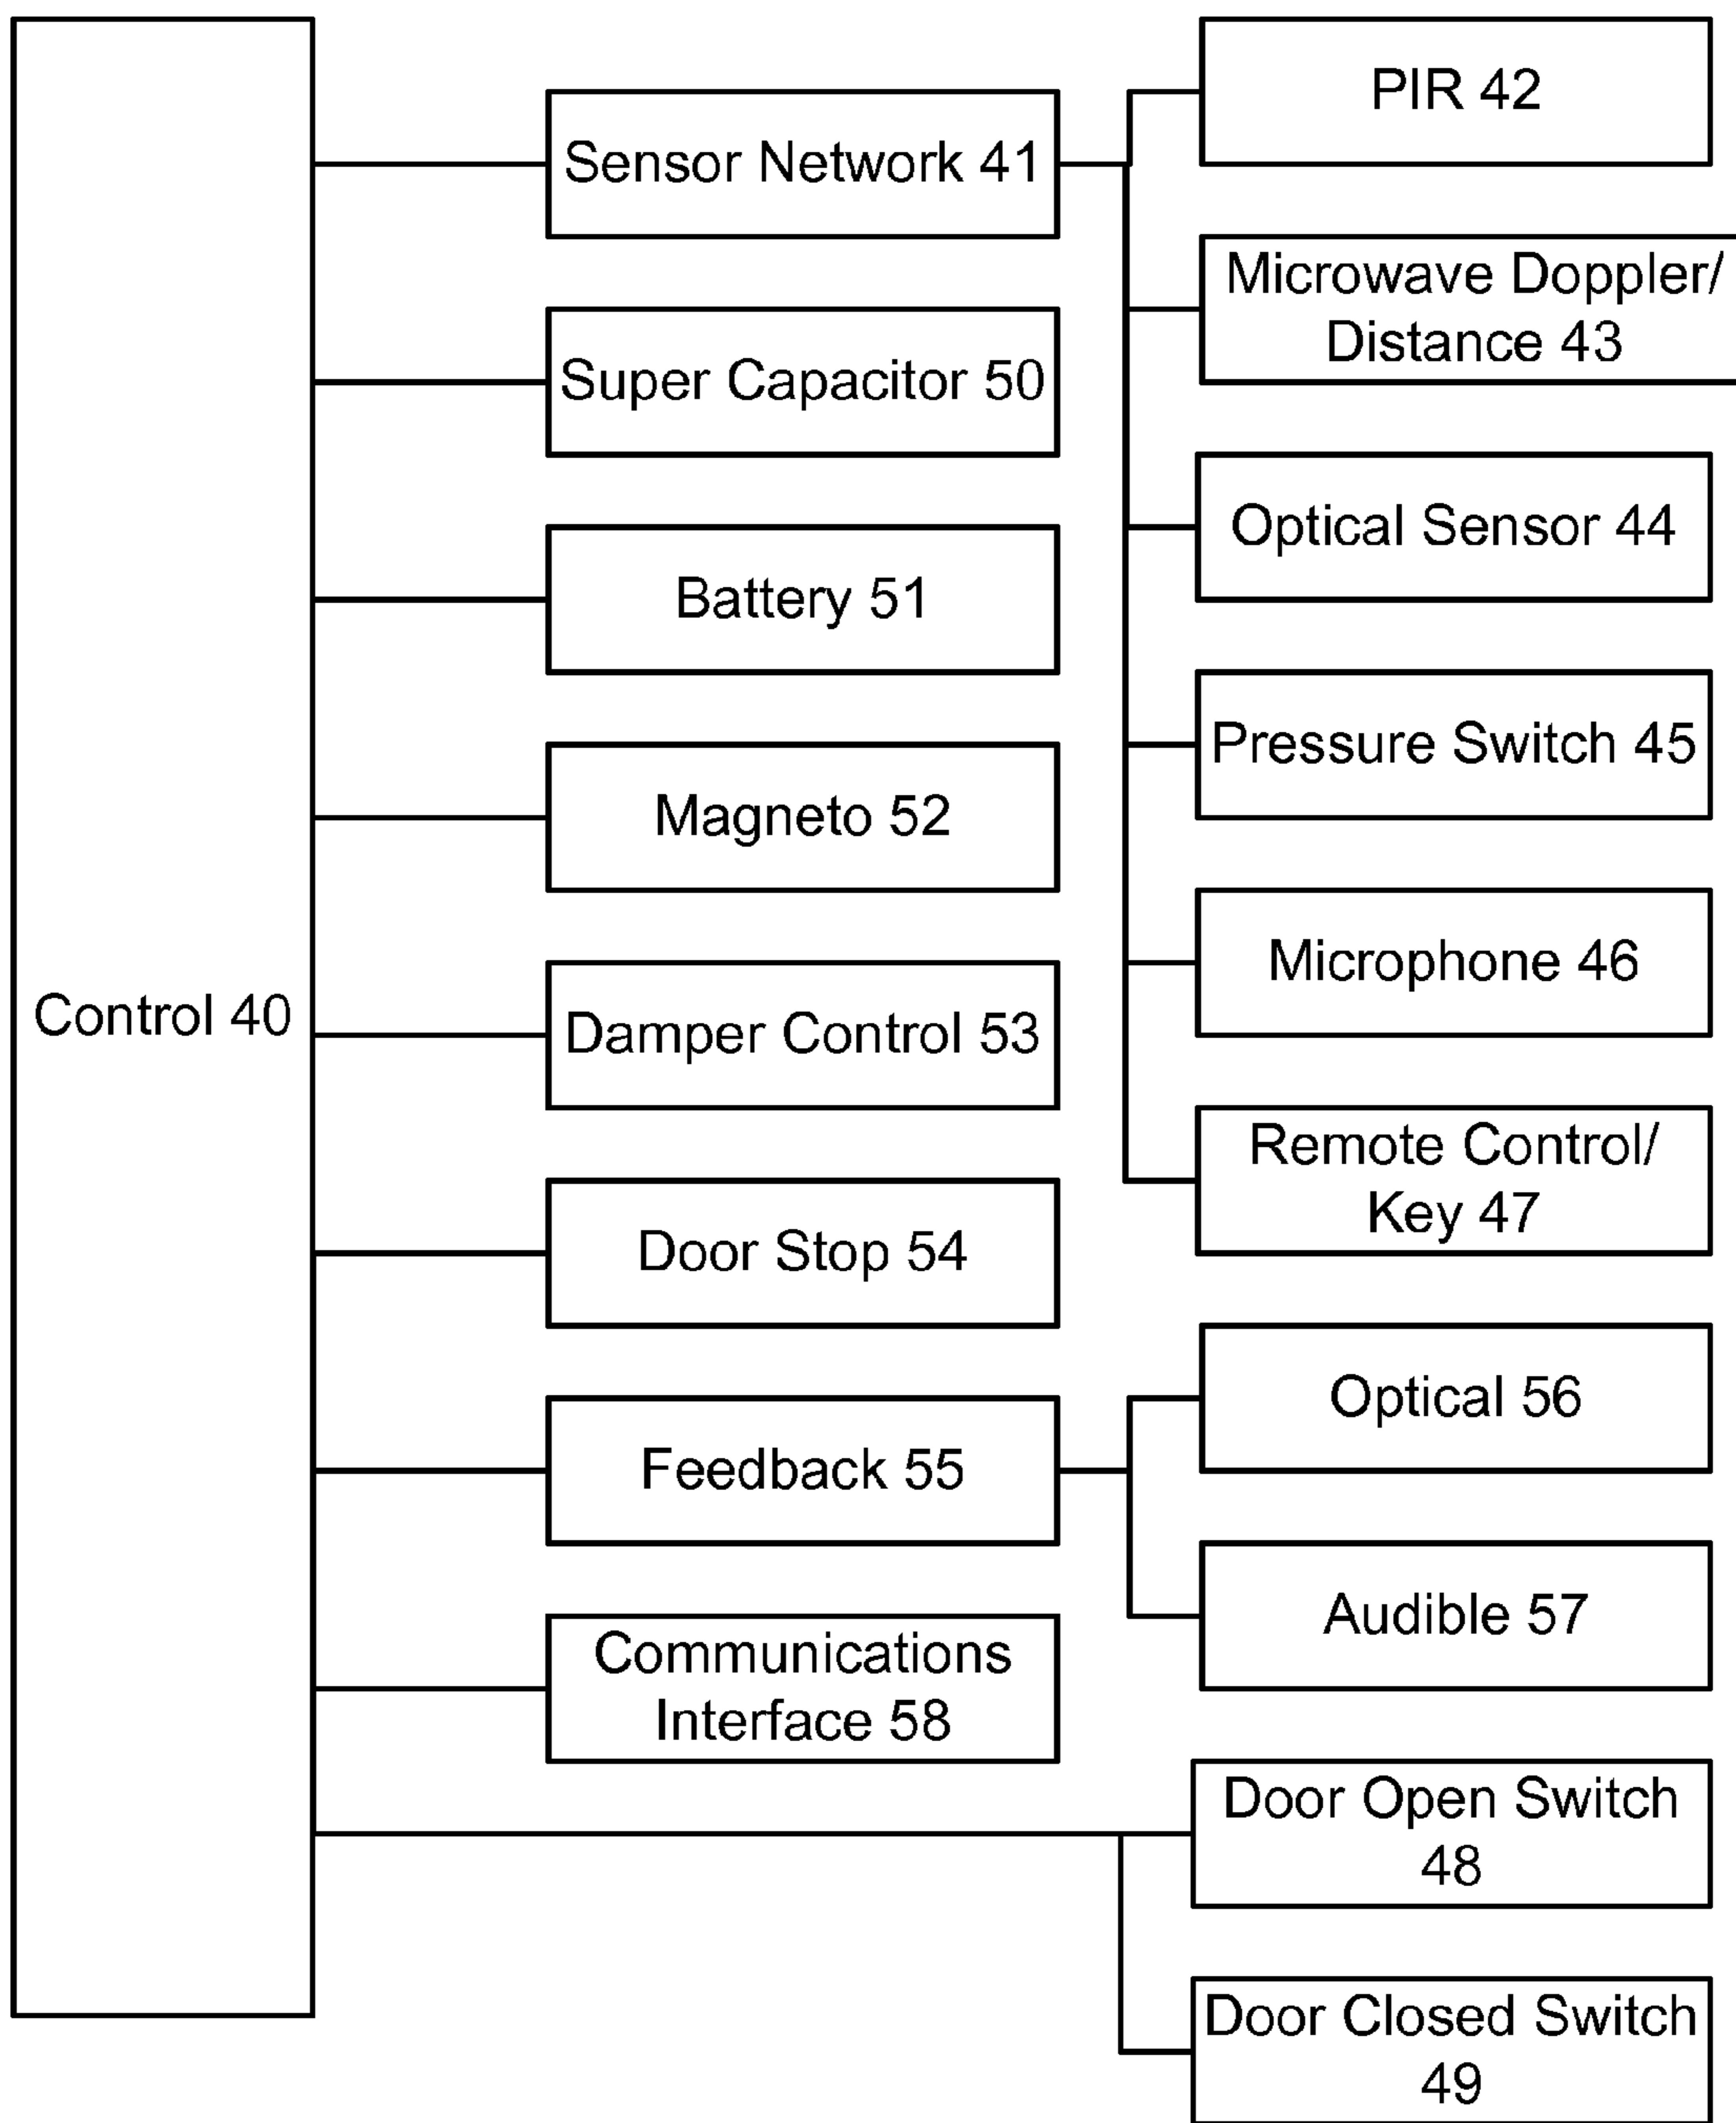 Control 40
Sensor Network 41
Super Capacitor 50
Battery 51
Magneto 52
Damper Control 53
Door Stop 54
Feedback 55
Communications
Interface 58
PIR 42
Microwave Doppler/
Distance 43
Optical Sensor 44
Pressure Switch 45
Microphone 46
Remote Control/
Key 47
Optical 56
Audible 57
Door Open Switch
48
Door Closed Switch
49